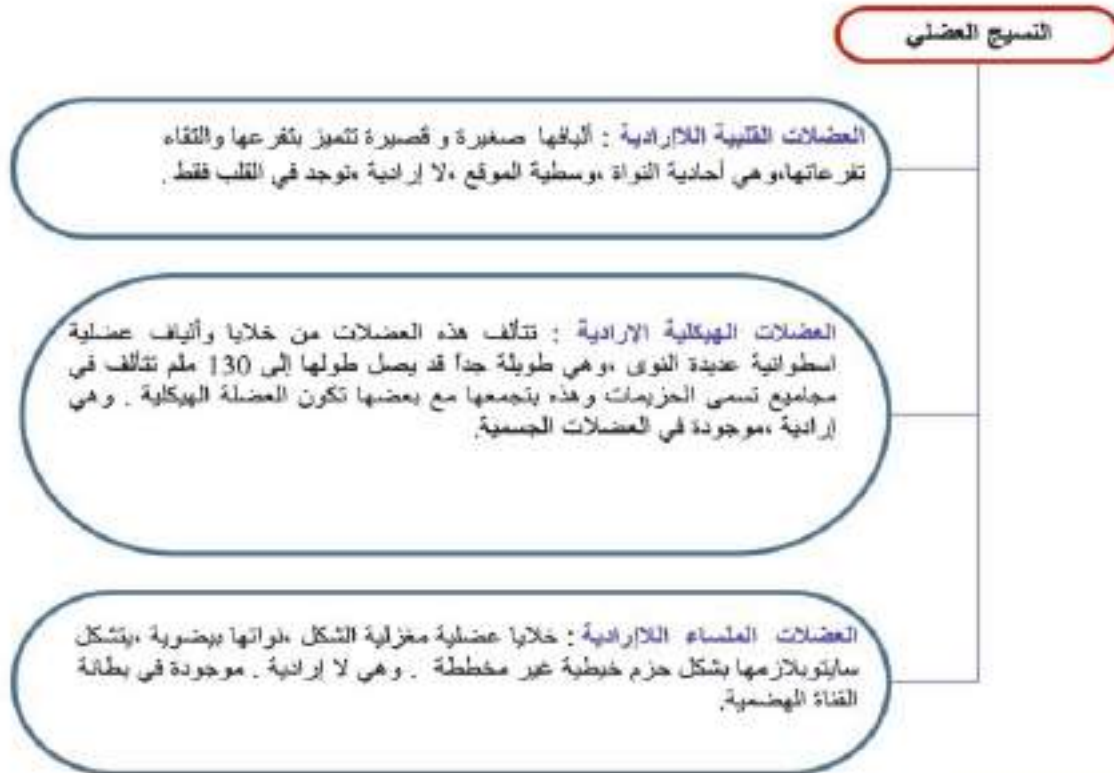 النسيج العضلي
العضلات القلبية اللاإرادية : أليافها صغيرة و قصيرة تتميز بتفرعها والتقاء
تفرعاتها،وهي أحادية النواة ،وسطية الموقع ،لا إرادية ،توجد في القلب فقط .
العضلات الهيكلية الإرادية : تتألف هذه العضلات من خلايا وألياف عضلية
اسطوانية عديدة النوى ،وهي طويلة جداً قد يصل طولها إلى 130 ملم تتألف في
مجاميع تسمى الحزيمات وهذه بتجمعها مع بعضها تكون العضلة الهيكلية . وهي
إرادية ،موجودة في العضلات الجسمية.
العضلات الملساء اللاإرادية : خلايا عضلية مغزلية الشكل ،نواتها بيضوية ،يتشكل
سايتوبلازمها بشكل حزم خيطية غير مخططة . وهي لا إرادية . موجودة في بطانة
القناة الهضمية.